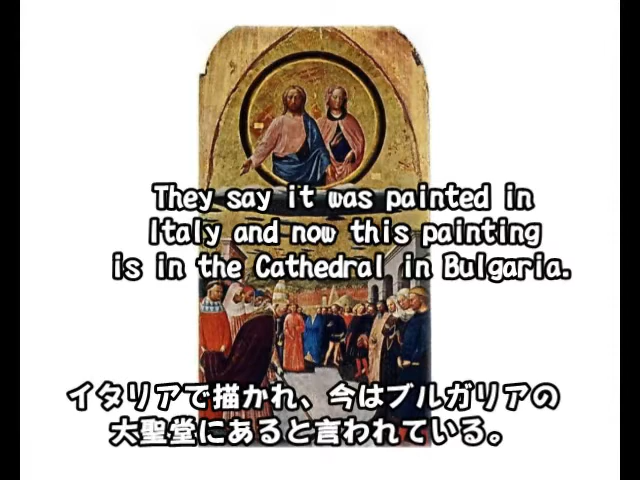 They say it was painted in
Italy and now this painting
is in the Cathedral in Bulgaria.
イタリアで描かれ、今はブルガリアの
大聖堂にあると言われている。